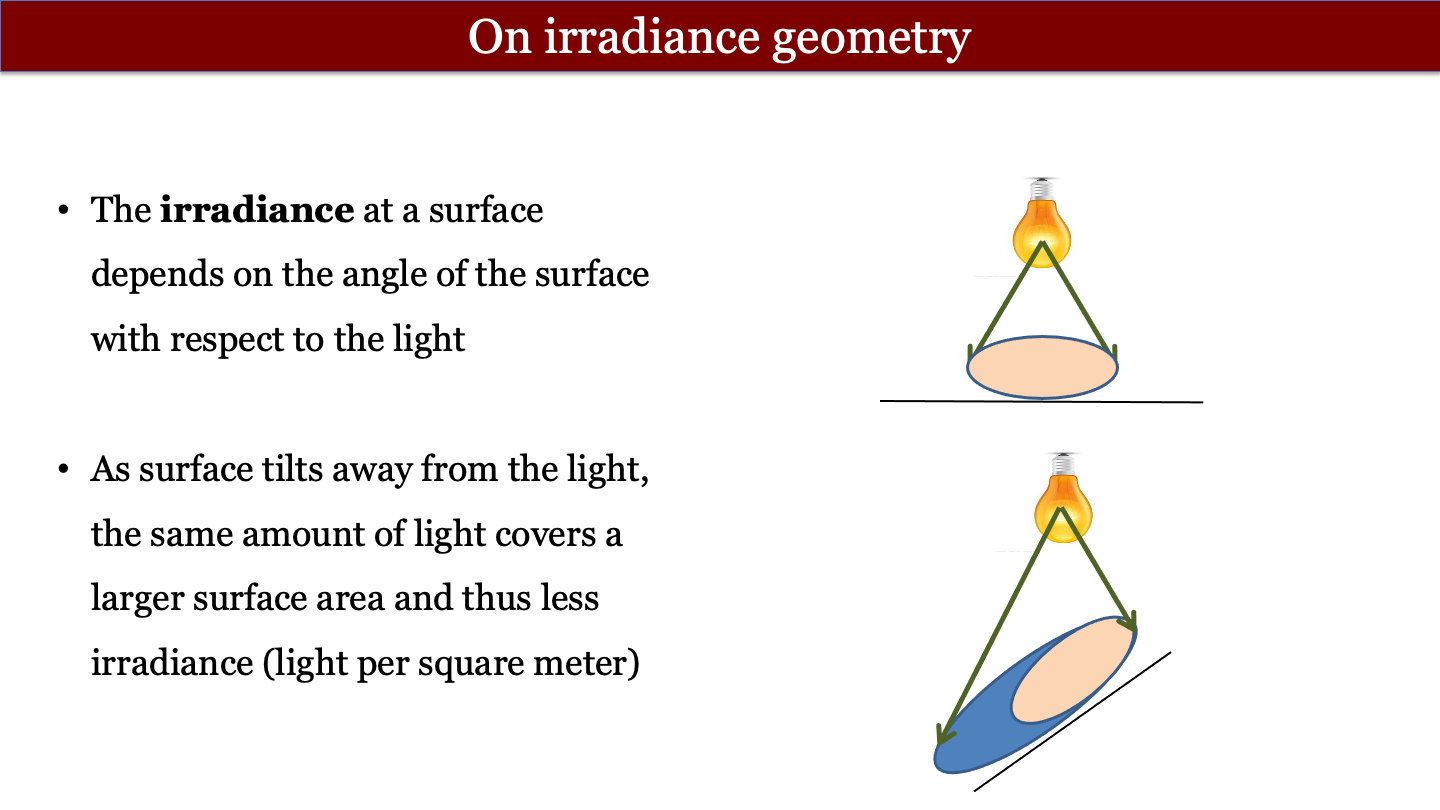 On irradiance geometry
• The irradiance at a surface
depends on the angle of the surface
with respect to the light
• As surface tilts away from the light,
the same amount of light covers a
larger surface area and thus less
irradiance (light per square meter)